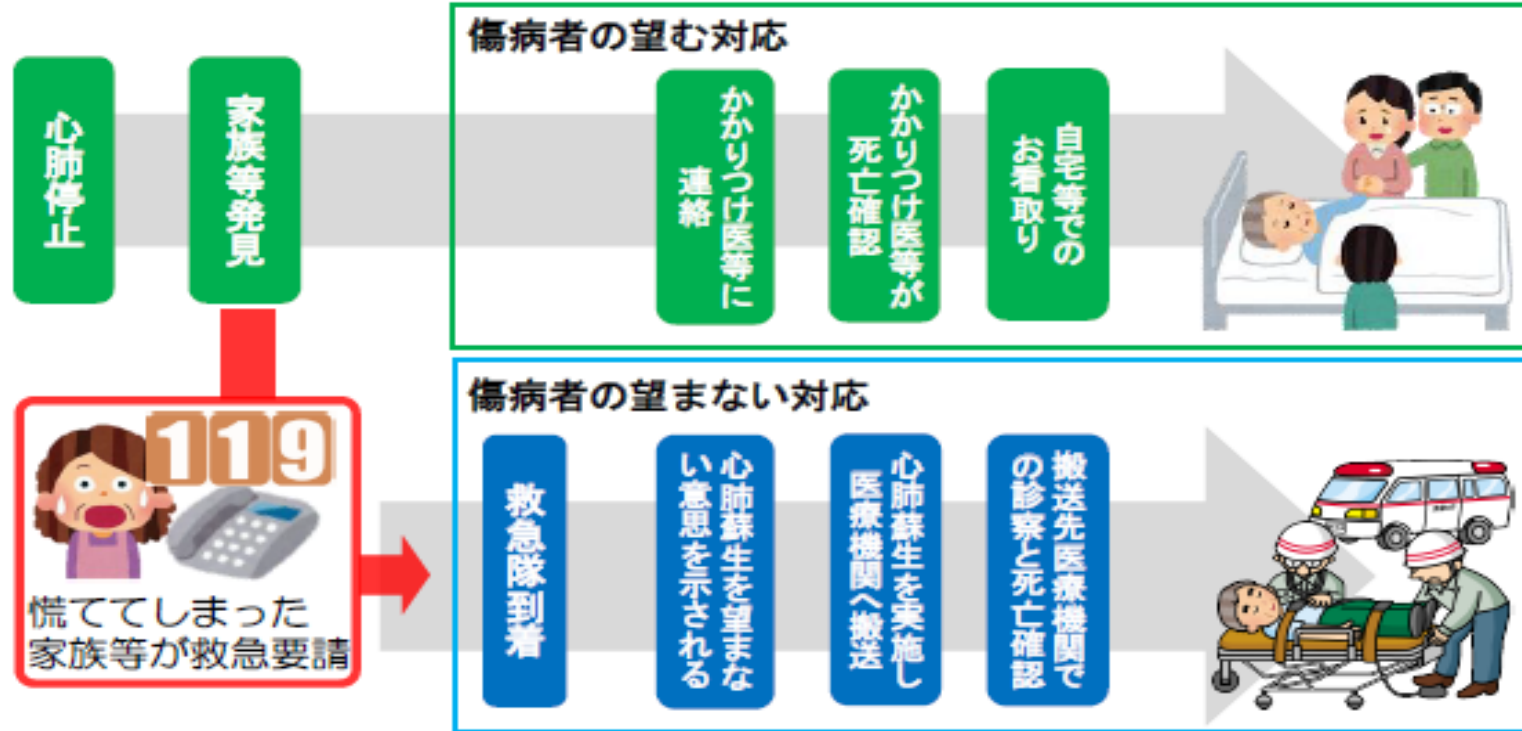 傷病者の望む対応
心肺停止
家族等発見
かかりつけ医等に
連絡
かかりつけ医等が
死亡確認
自宅等での
お看取り
119
慌ててしまった
家族等が救急要請
傷病者の望まない対応
救急隊到着
心肺蘇生を望まな
い意思を示される
心肺蘇生を実施し
医療機関へ搬送
搬送先医療機関で
の診察と死亡確認